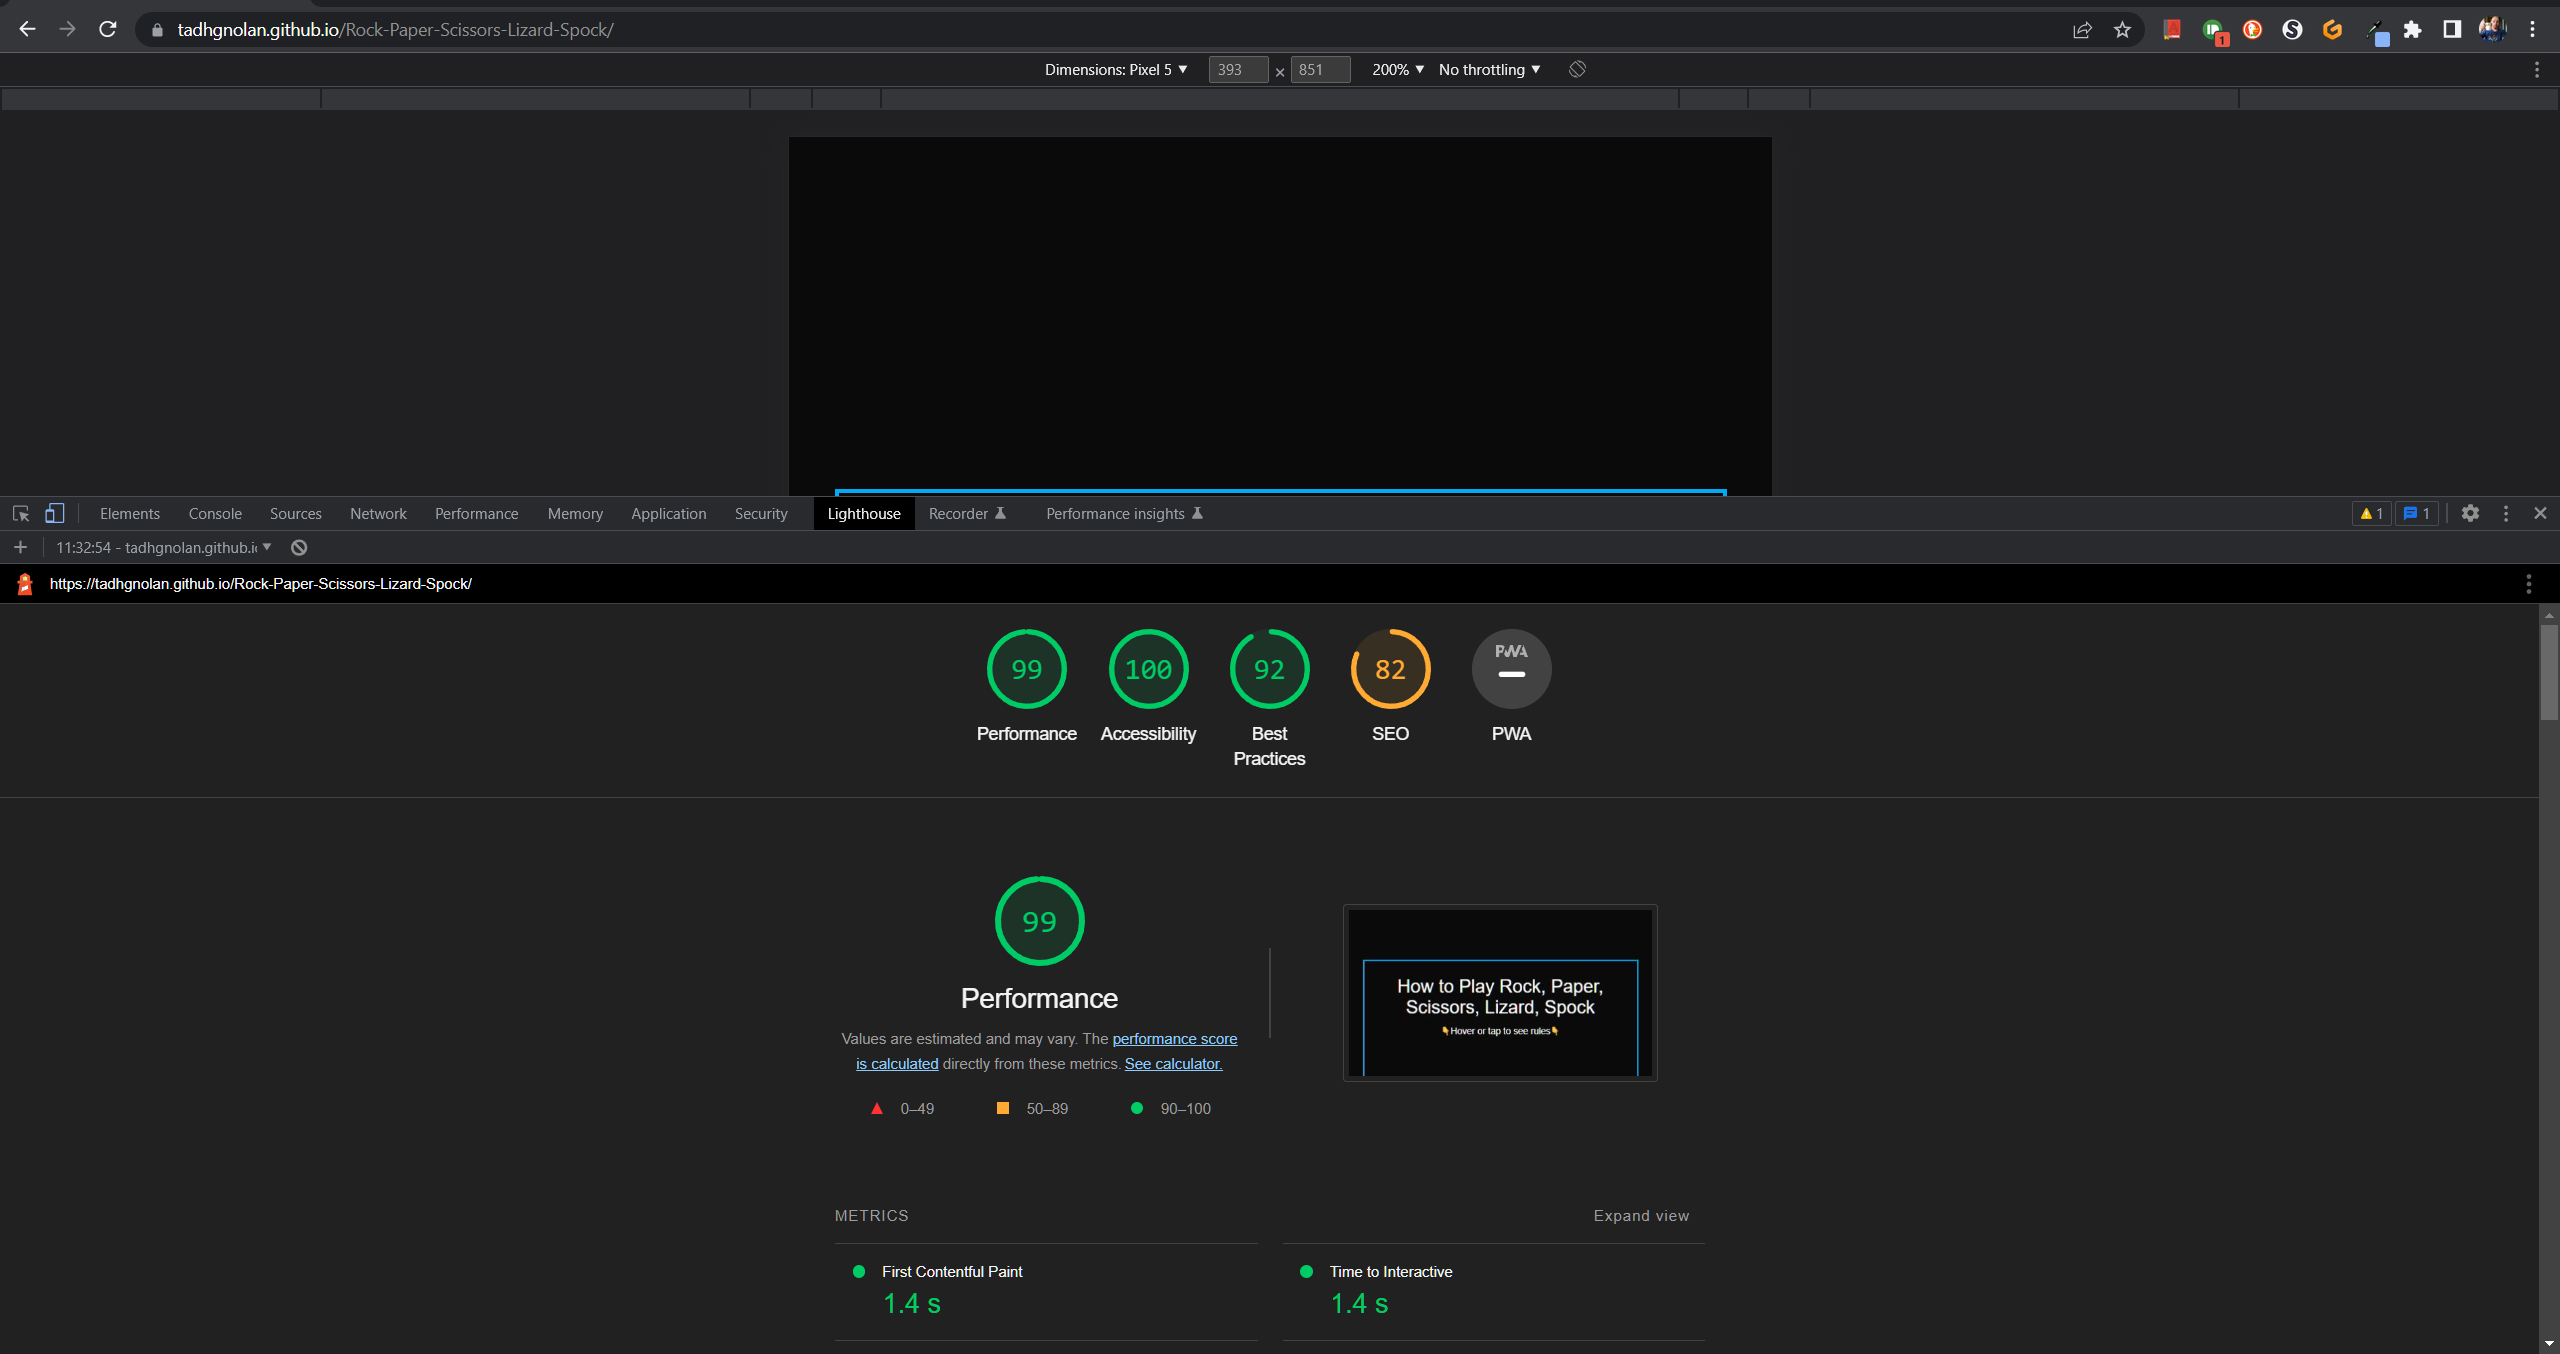 tadhgnolan.github.io/Rock-Paper-Scissors-Lizard-Spock/
1
Dimensions: Pixel 5 ▼ 393 × 851 200% ▼ No throttling ▼
Elements Console Sources Network Performance Memory Application Security Lighthouse Recorder Performance insights 1 1
11:32:54 - tadhgnolan.github.i
https://tadhgnolan.github.io/Rock-Paper-Scissors-Lizard-Spock/
99 100 92 82 PWA
Performance Accessibility Best Practices SEO PWA
99
Performance
Values are estimated and may vary. The performance score
is calculated directly from these metrics. See calculator.
0–49 50–89 90–100
How to Play Rock, Paper,
Scissors, Lizard, Spock
👇Hover or tap to see rules👇
METRICS Expand view
First Contentful Paint Time to Interactive
1.4 s 1.4 s